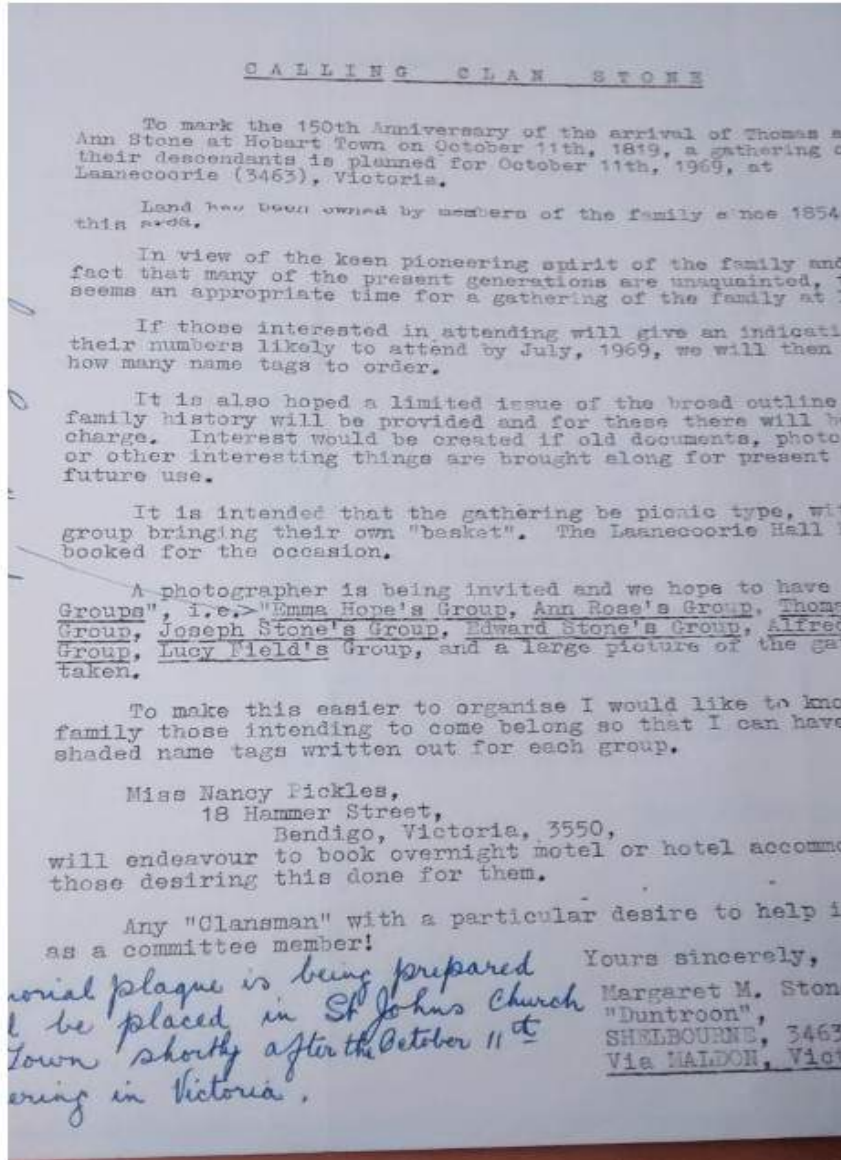 CALLING CLAN STONE
To mark the 150th Anniversary of the arrival of Thomas a
Ann Stone at Hobart Town on October 11th, 1819, a gathering o
their descendants is planned for October 11th, 1969, at
Laanecoorie (3463), Victoria.
Land has been owned by members of the family since 1854
this area.
In view of the keen pioneering spirit of the family and
fact that many of the present generations are unaquainted,
seems an appropriate time for a gathering of the family at
If those interested in attending will give an indicati
their numbers likely to attend by July, 1969, we will then
how many name tags to order.
It is also hoped a limited issue of the broad outline
family history will be provided and for these there will b
charge. Interest would be created if old documents, photo
or other interesting things are brought along for present
future use.
It is intended that the gathering be picnic type, wit
group bringing their own "basket". The Laanecoorie Hall
booked for the occasion.
A photographer is being invited and we hope to have
Groups", i.e. "Emma Hope's Group, Ann Rose's Group, Thoma
Group, Joseph Stone's Group, Edward Stone's Group, Alfred
Group, Lucy Field's Group, and a large picture of the ga
taken.
To make this easier to organise I would like to kno
family those intending to come belong so that I can have
shaded name tags written out for each group.
Miss Nancy Pickles,
18 Hammer Street,
Bendigo, Victoria, 3550,
will endeavour to book overnight motel or hotel accommo
those desiring this done for them.
Any "Clansman" with a particular desire to help i
as a committee member!
Yours sincerely,
Margaret M. Ston
"Duntroon",
SHELBOURNE, 3463
Via MALDON, Vict
morial plaque is being prepared
d be placed in St Johns Church
Town shortly after the October 11th
ering in Victoria.